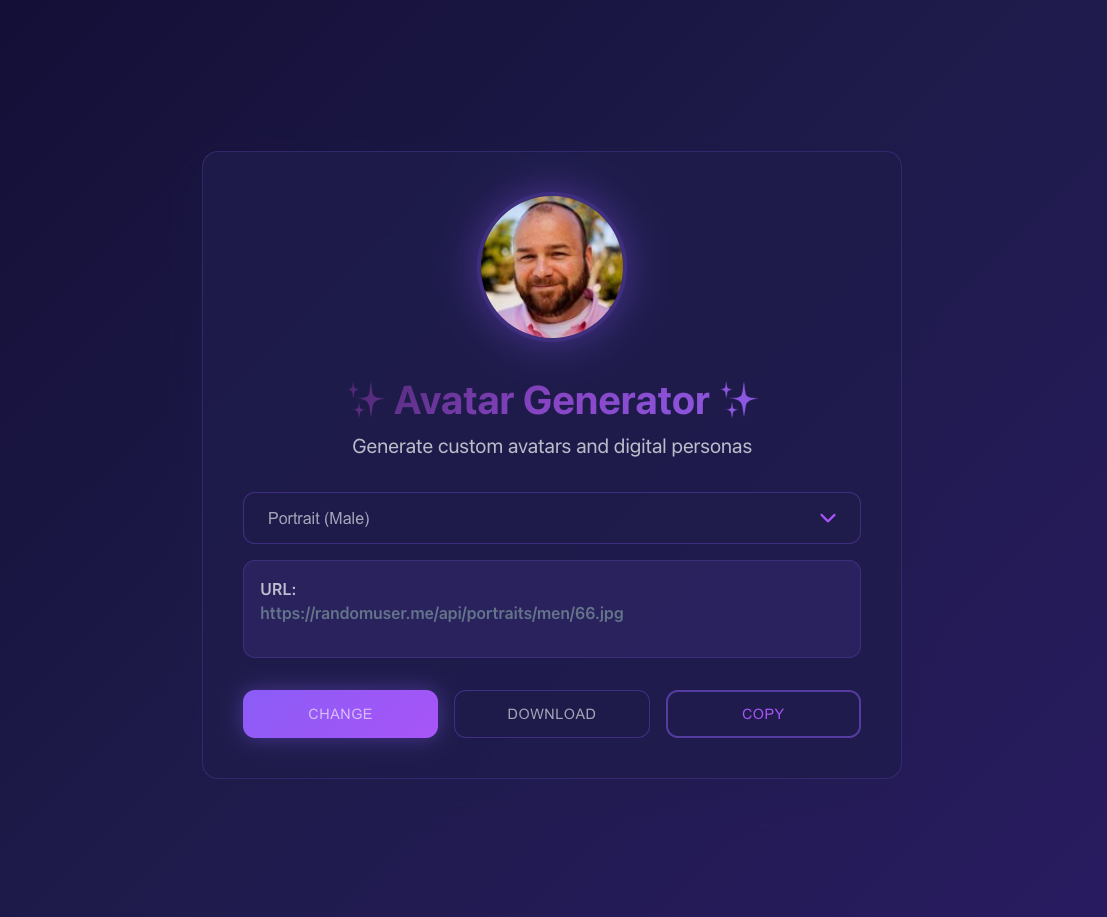 ✨ Avatar Generator ✨
Generate custom avatars and digital personas
Portrait (Male)
URL:
https://randomuser.me/api/portraits/men/66.jpg
CHANGE
DOWNLOAD
COPY